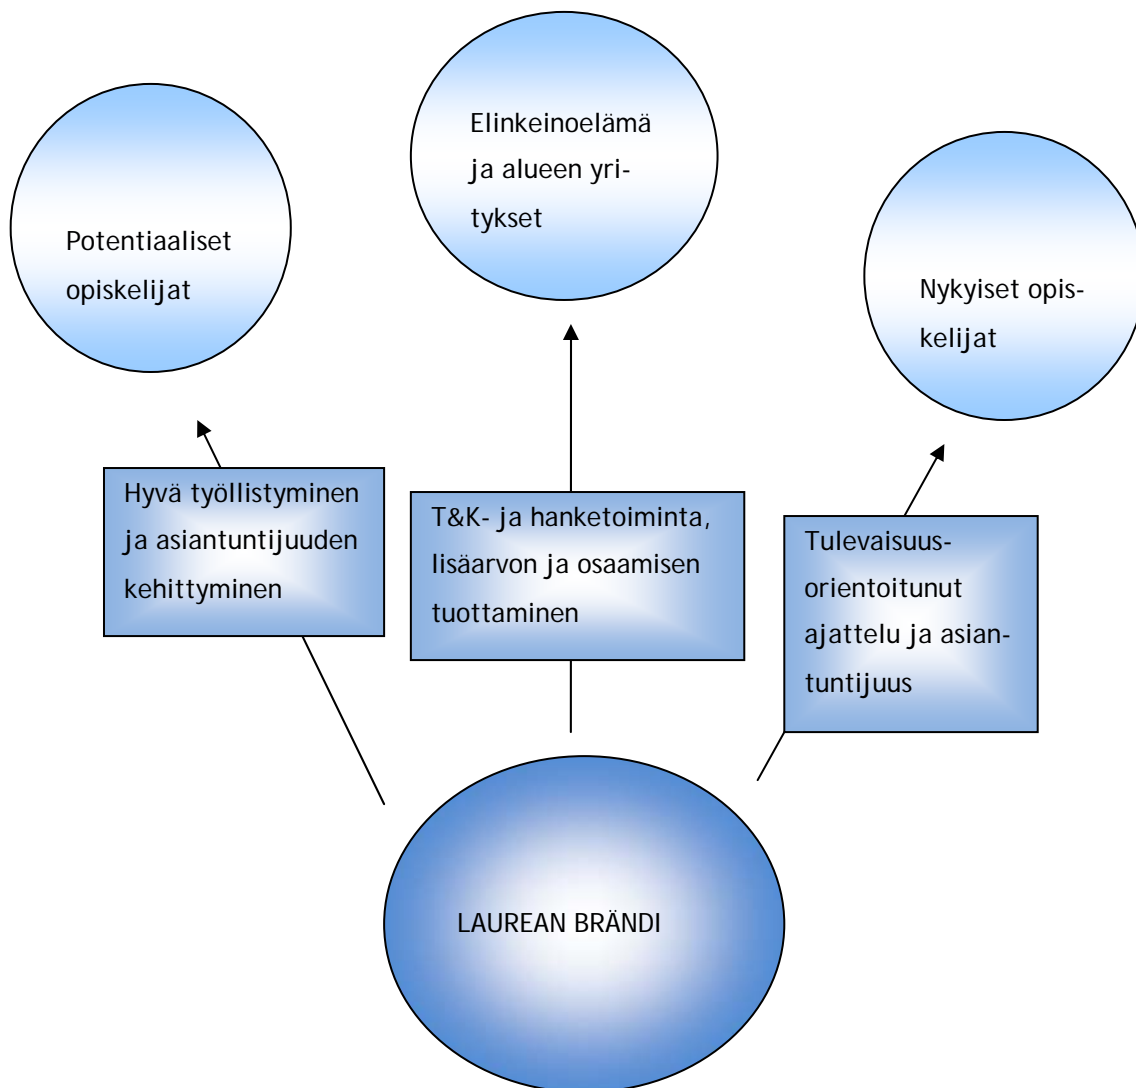 Elinkeinoelämä
ja alueen yri-
tykset
Potentiaaliset
opiskelijat
Nykyiset opis-
kelijat
Hyvä työllistyminen
ja asiantuntijuuden
kehittyminen
T&K- ja hanketoiminta,
lisäarvon ja osaamisen
tuottaminen
Tulevaisuus-
orientoitunut
ajattelu ja asian-
tuntijuus
LAUREAN BRÄNDI